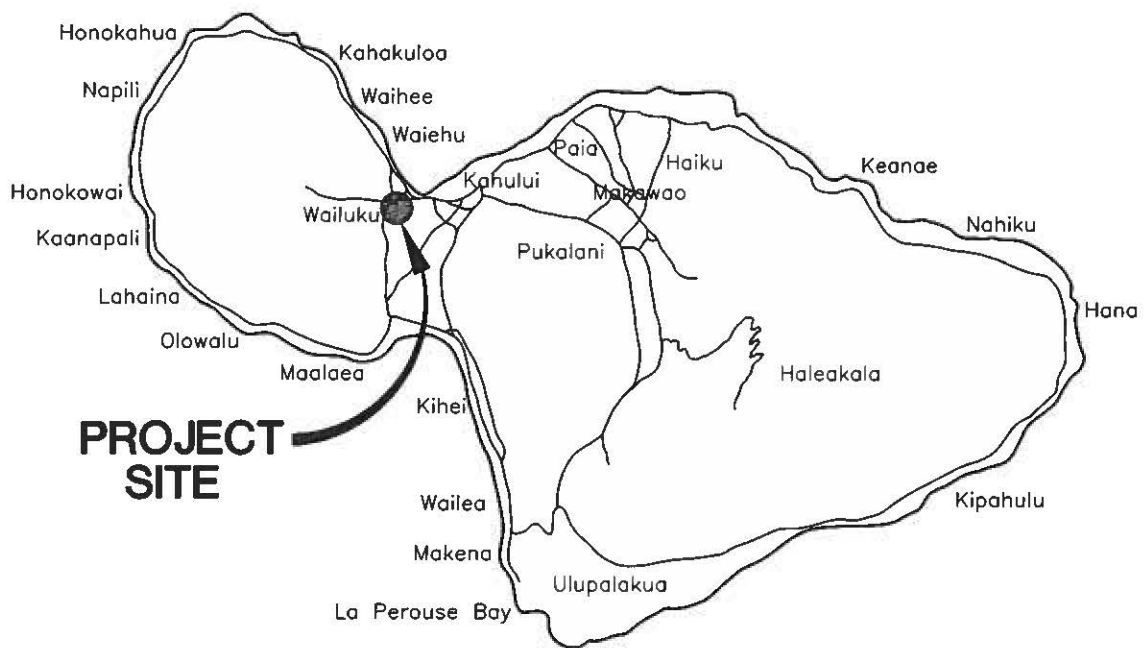 Honokahua
Kahakuloa
Napili
Waihee
Waiehu
Paia
Haiku
Keanae
Honokowai
Kahului
Makawao
Wailuku
Nahiku
Kaanapali
Pukalani
Lahaina
Hana
Olowalu
Maalaea
Haleakala
Kihei
PROJECT
SITE
Wailea
Kipahulu
Makena
Ulupalakua
La Perouse Bay